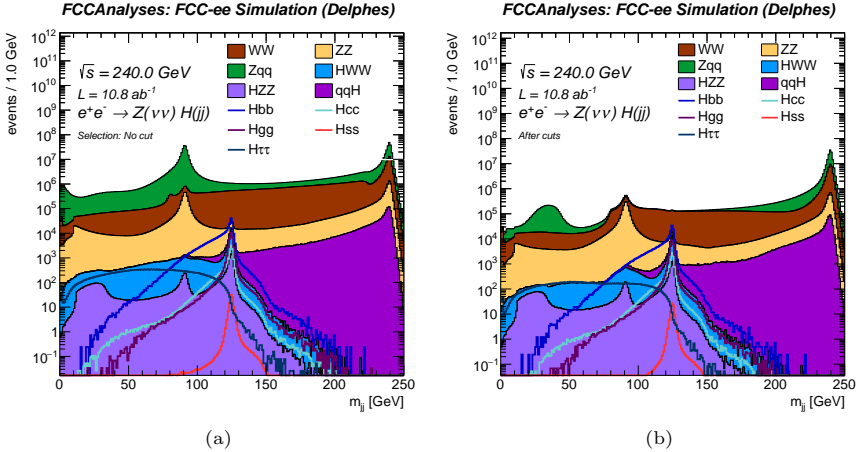 FCCAnalyses: FCC-ee Simulation (Delphes)
events / 1.0 GeV
10¹²
10¹¹
10¹⁰
10⁹
10⁸
10⁷
10⁶
10⁵
10⁴
10³
10²
10
1
10⁻¹
√s = 240.0 GeV
L = 10.8 ab⁻¹
e⁺e⁻ → Z(νν) H(jj)
Selection: No cut
WW ZZ
Zqq HWW
HZZ qqH
Hbb Hcc
Hgg Hss
Hττ
0 50 100 150 200 250
m_jj [GeV]
(a)
FCCAnalyses: FCC-ee Simulation (Delphes)
events / 1.0 GeV
10¹²
10¹¹
10¹⁰
10⁹
10⁸
10⁷
10⁶
10⁵
10⁴
10³
10²
10
1
10⁻¹
√s = 240.0 GeV
L = 10.8 ab⁻¹
e⁺e⁻ → Z(νν) H(jj)
After cuts
WW ZZ
Zqq HWW
HZZ qqH
Hbb Hcc
Hgg Hss
Hττ
0 50 100 150 200 250
m_jj [GeV]
(b)